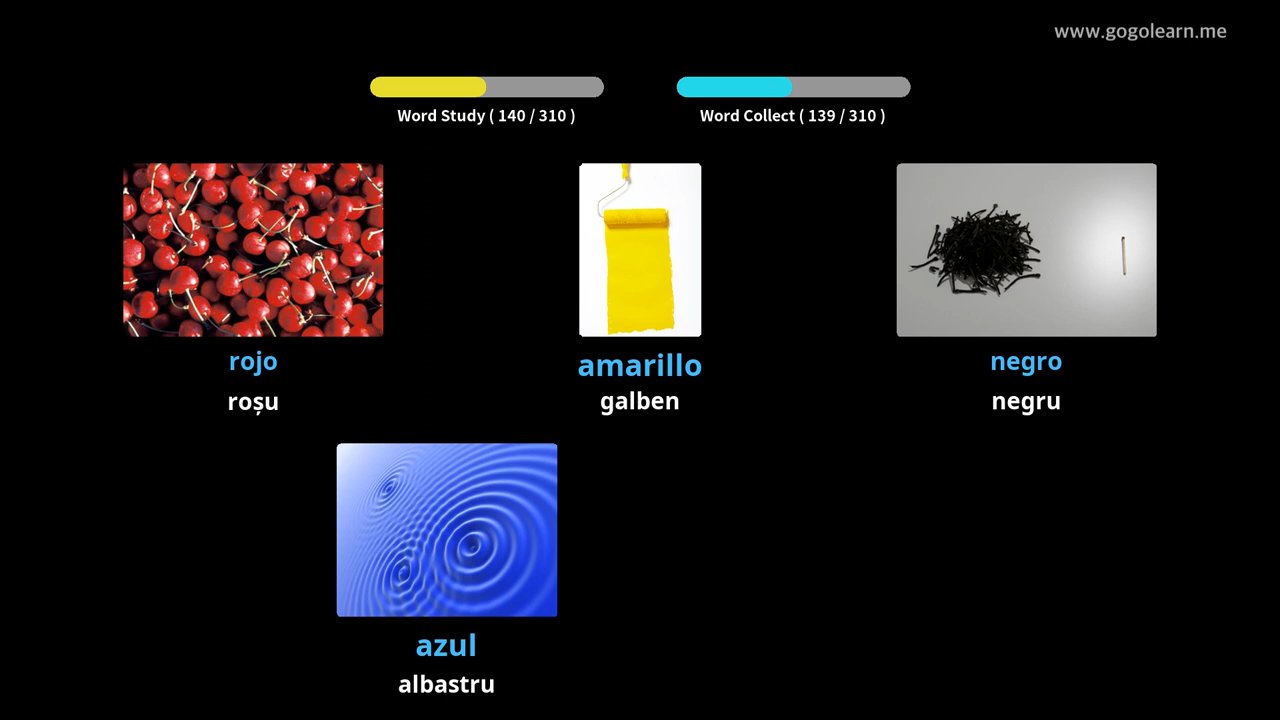 www.gogolearn.me
Word Study ( 140 / 310 )
Word Collect ( 139 / 310 )
rojo
amarillo
negro
roșu
galben
negru
azul
albastru